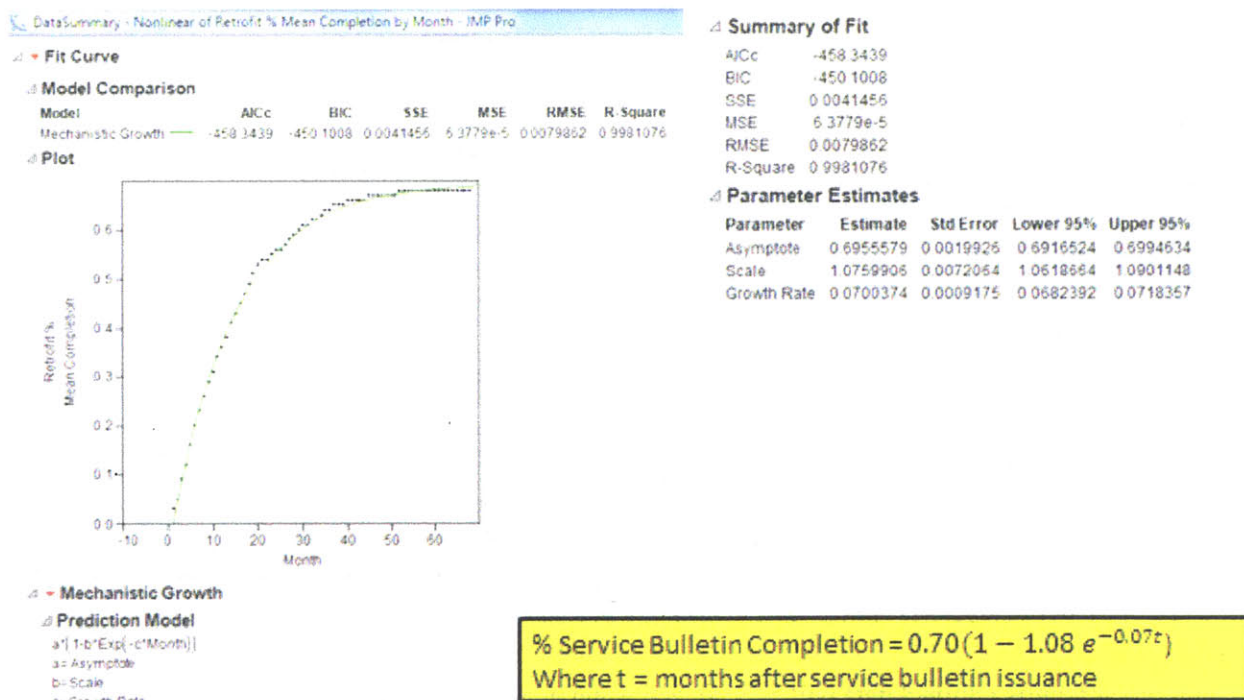 DataSummary - Nonlinear of Retrofit % Mean Completion by Month - JMP Pro
Fit Curve
Model Comparison
Model AICc BIC SSE MSE RMSE R-Square
Mechanistic Growth -458.3439 -450.1008 0.0041456 6.3779e-5 0.0079862 0.9981076
Plot
Retrofit %
Mean Completion
0.6
0.5
0.4
0.3
0.2
0.1
0.0
-10 0 10 20 30 40 50 60
Month
Mechanistic Growth
Prediction Model
a*(1-b*Exp(-c*Month))
a= Asymptote
b= Scale
c= Growth Rate
Summary of Fit
AICc -458.3439
BIC -450.1008
SSE 0.0041456
MSE 6.3779e-5
RMSE 0.0079862
R-Square 0.9981076
Parameter Estimates
Parameter Estimate Std Error Lower 95% Upper 95%
Asymptote 0.6955579 0.0019926 0.6916524 0.6994634
Scale 1.0759906 0.0072064 1.0618664 1.0901148
Growth Rate 0.0700374 0.0009175 0.0682392 0.0718357
% Service Bulletin Completion = 0.70(1 − 1.08 e^{−0.07t})
Where t = months after service bulletin issuance